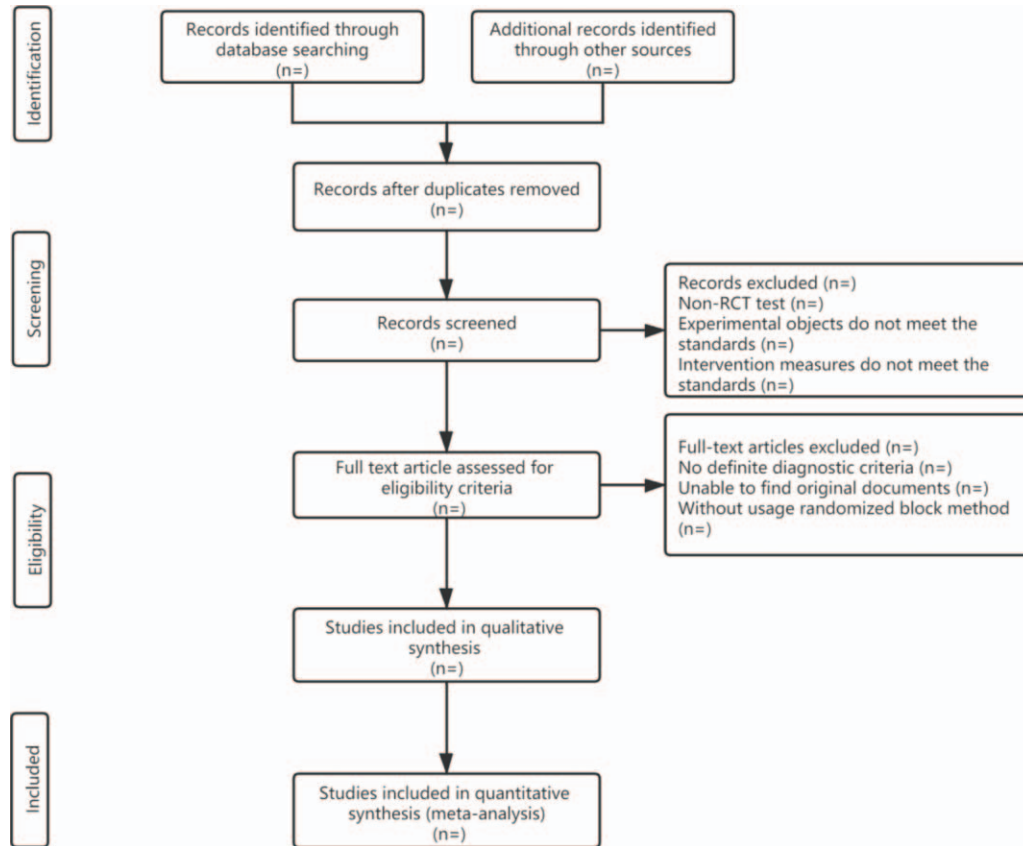 Identification
Records identified through
database searching
(n=)
Additional records identified
through other sources
(n=)
Records after duplicates removed
(n=)
Screening
Records screened
(n=)
Records excluded (n=)
Non-RCT test (n=)
Experimental objects do not meet the
standards (n=)
Intervention measures do not meet the
standards (n=)
Eligibility
Full text article assessed for
eligibility criteria
(n=)
Full-text articles excluded (n=)
No definite diagnostic criteria (n=)
Unable to find original documents (n=)
Without usage randomized block method
(n=)
Studies included in qualitative
synthesis
(n=)
Included
Studies included in quantitative
synthesis (meta-analysis)
(n=)